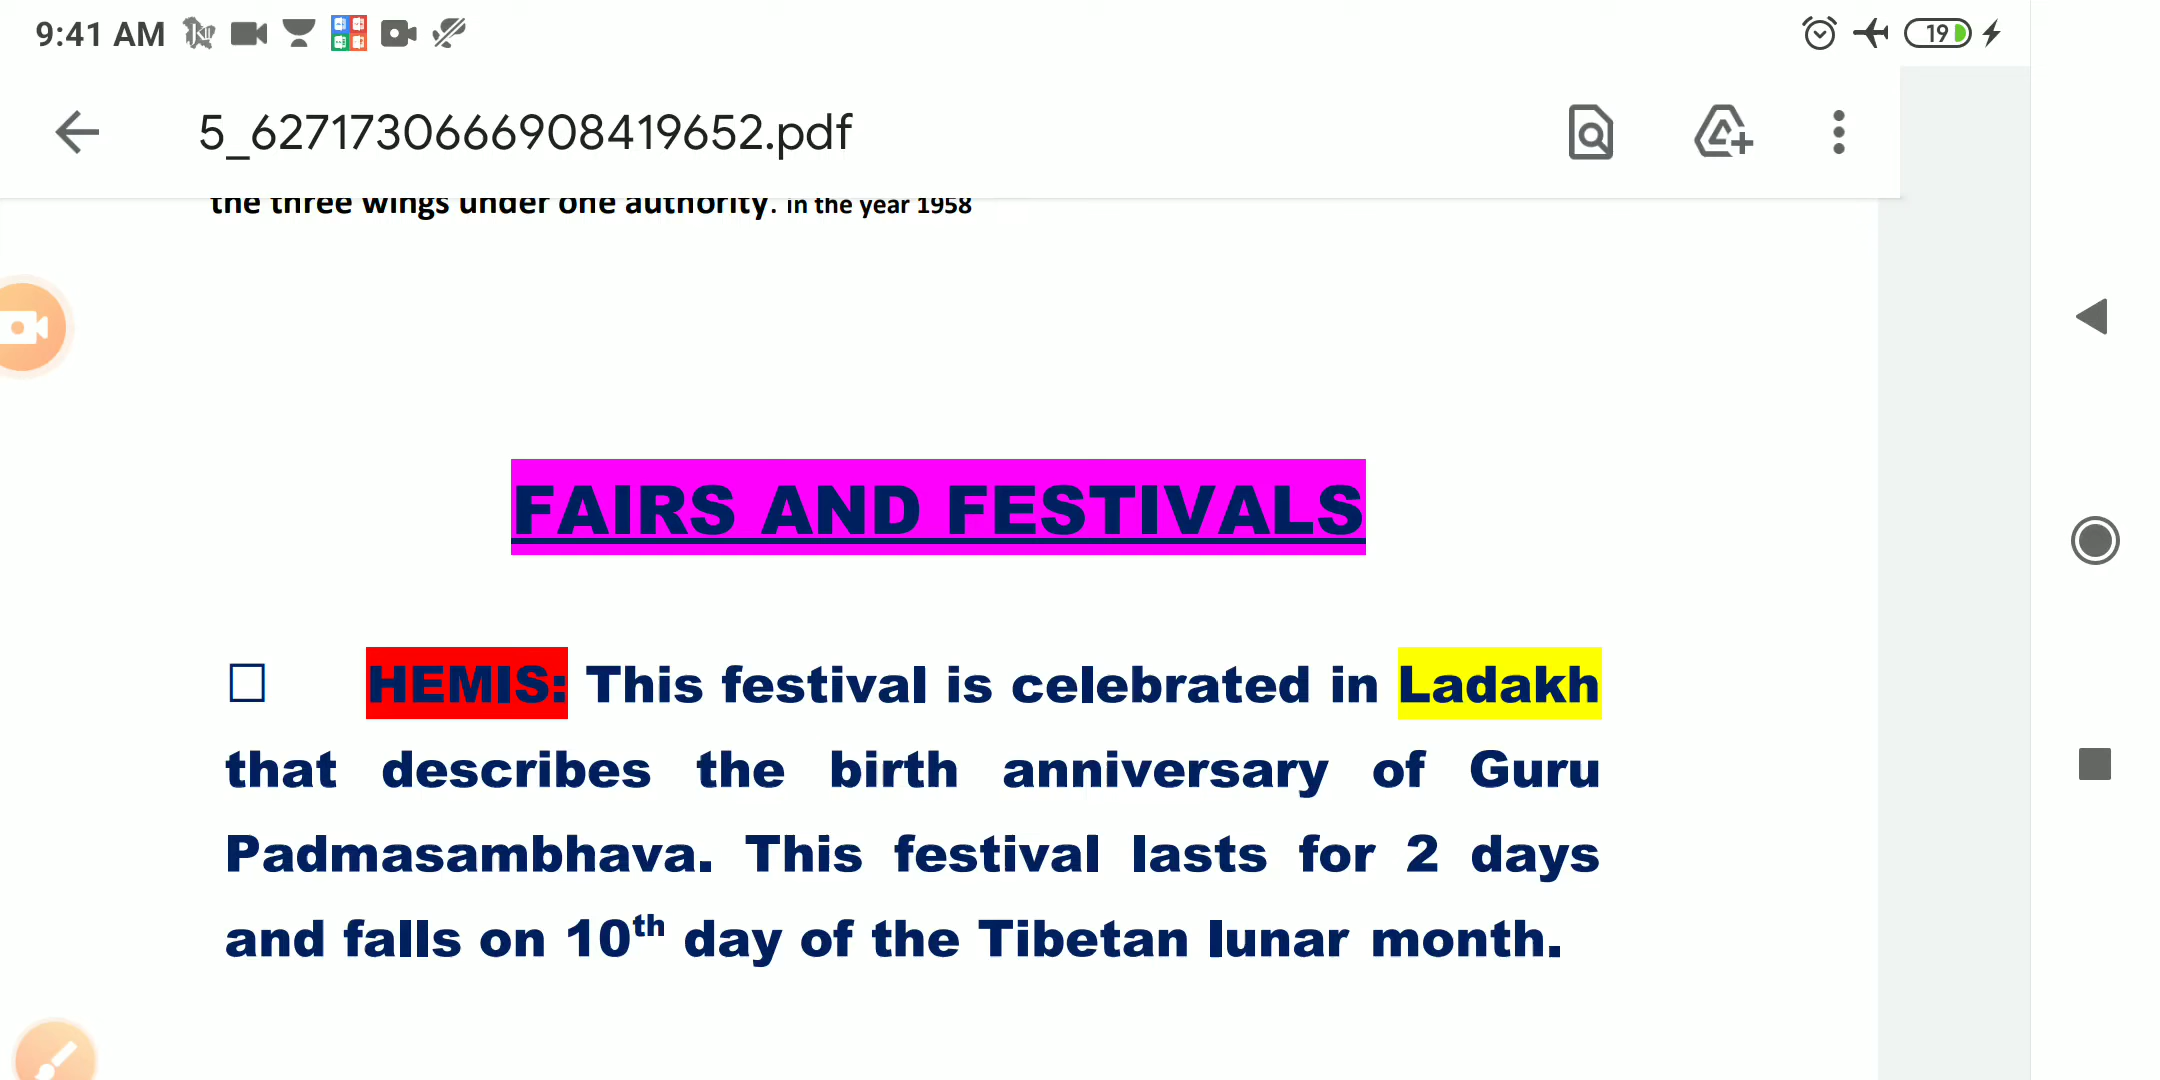 9:41 AM
19
5_6271730666908419652.pdf
the three wings under one authority. in the year 1958
FAIRS AND FESTIVALS
HEMIS: This festival is celebrated in Ladakh
that describes the birth anniversary of Guru
Padmasambhava. This festival lasts for 2 days
and falls on 10th day of the Tibetan lunar month.